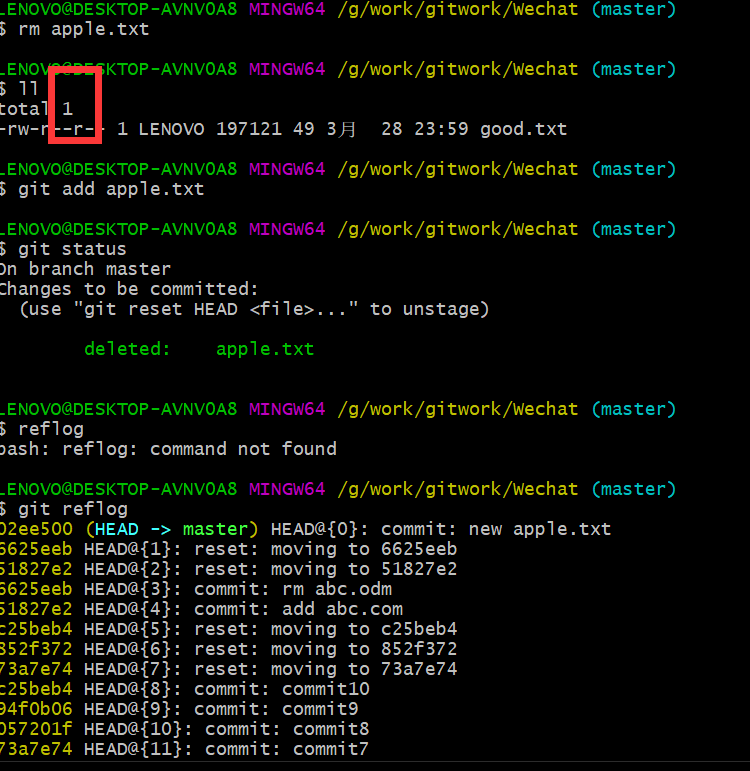 LENOVO@DESKTOP-AVNV0A8 MINGW64 /g/work/gitwork/Wechat (master)
$ rm apple.txt
LENOVO@DESKTOP-AVNV0A8 MINGW64 /g/work/gitwork/Wechat (master)
$ ll
total 1
-rw-r--r-- 1 LENOVO 197121 49 3月  28 23:59 good.txt
LENOVO@DESKTOP-AVNV0A8 MINGW64 /g/work/gitwork/Wechat (master)
$ git add apple.txt
LENOVO@DESKTOP-AVNV0A8 MINGW64 /g/work/gitwork/Wechat (master)
$ git status
On branch master
Changes to be committed:
  (use "git reset HEAD <file>..." to unstage)
        deleted:    apple.txt
LENOVO@DESKTOP-AVNV0A8 MINGW64 /g/work/gitwork/Wechat (master)
$ reflog
bash: reflog: command not found
LENOVO@DESKTOP-AVNV0A8 MINGW64 /g/work/gitwork/Wechat (master)
$ git reflog
02ee500 (HEAD -> master) HEAD@{0}: commit: new apple.txt
6625eeb HEAD@{1}: reset: moving to 6625eeb
51827e2 HEAD@{2}: reset: moving to 51827e2
6625eeb HEAD@{3}: commit: rm abc.odm
51827e2 HEAD@{4}: commit: add abc.com
c25beb4 HEAD@{5}: reset: moving to c25beb4
852f372 HEAD@{6}: reset: moving to 852f372
73a7e74 HEAD@{7}: reset: moving to 73a7e74
c25beb4 HEAD@{8}: commit: commit10
94f0b06 HEAD@{9}: commit: commit9
057201f HEAD@{10}: commit: commit8
73a7e74 HEAD@{11}: commit: commit7